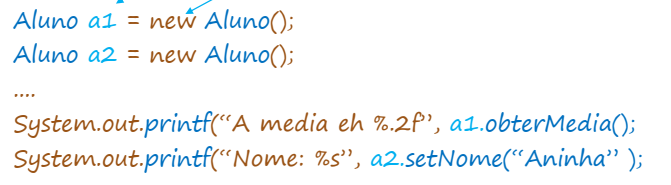 Aluno a1 = new Aluno();
Aluno a2 = new Aluno();
....
System.out.printf(“A media eh %.2f”, a1.obterMedia();
System.out.printf(“Nome: %s”, a2.setNome(“Aninha” );